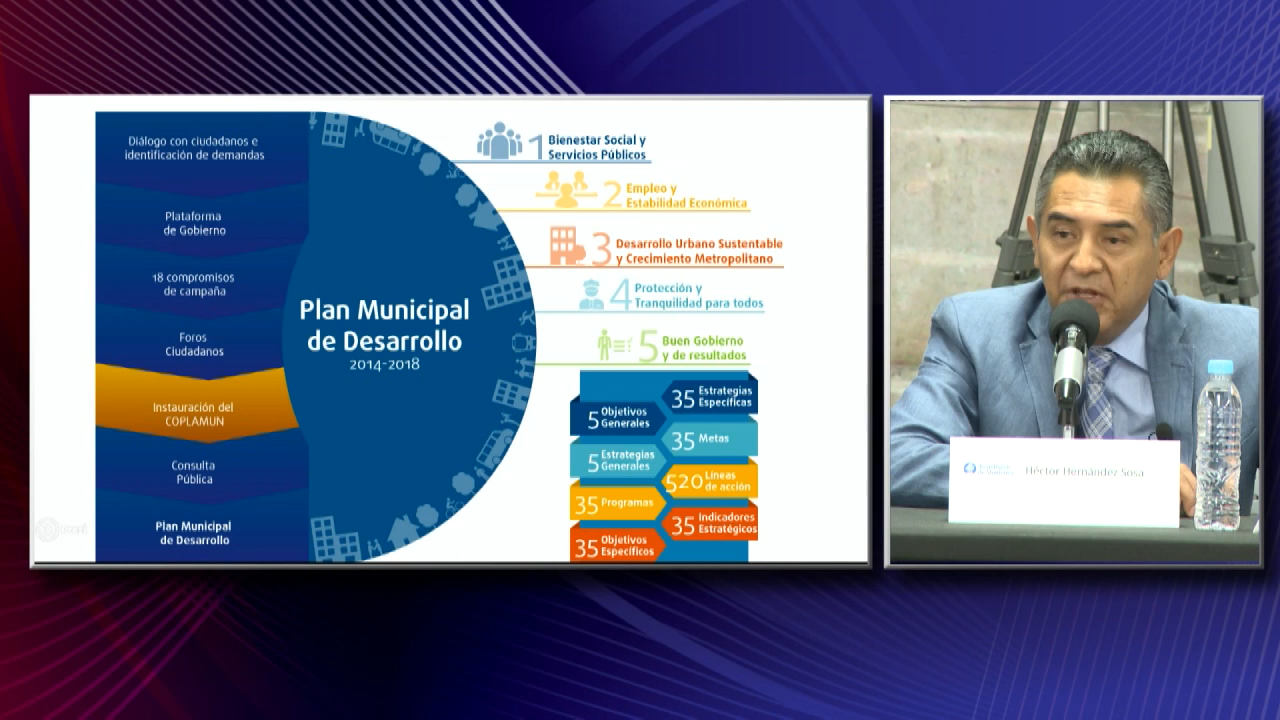 Diálogo con ciudadanos e
identificación de demandas
Plataforma
de Gobierno
18 compromisos
de campaña
Foros
Ciudadanos
Instauración del
COPLAMUN
Consulta
Pública
Plan Municipal
de Desarrollo
Plan Municipal
de Desarrollo
2014-2018
1 Bienestar Social y
Servicios Públicos
2 Empleo y
Estabilidad Económica
3 Desarrollo Urbano Sustentable
y Crecimiento Metropolitano
4 Protección y
Tranquilidad para todos
5 Buen Gobierno
y de resultados
5 Objetivos
Generales
5 Estrategias
Generales
35 Programas
35 Objetivos
Específicos
35 Estrategias
Específicas
35 Metas
520 Líneas
de acción
35 Indicadores
Estratégicos
Héctor Hernández Sosa